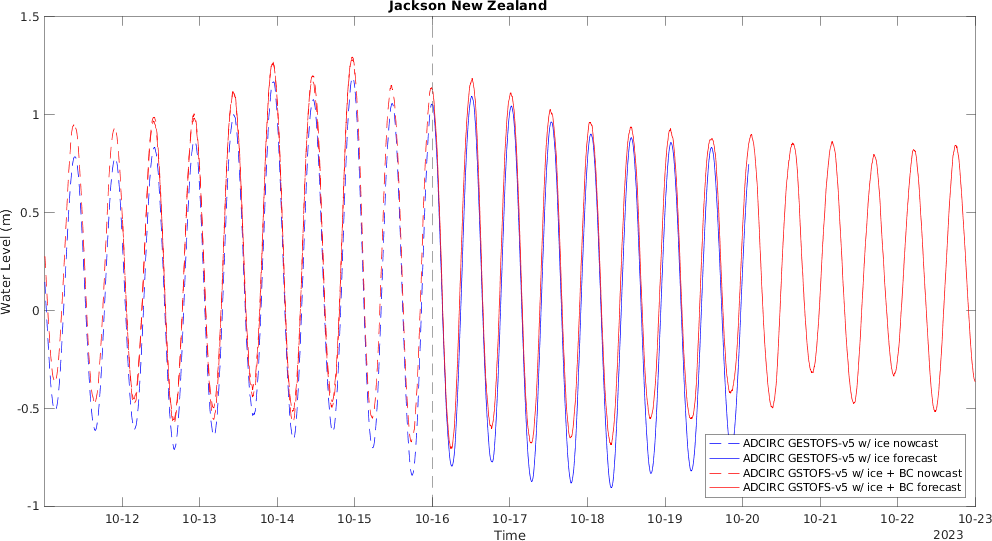 Jackson New Zealand
1.5
1
0.5
0
-0.5
-1
Water Level (m)
ADCIRC GESTOFS-v5 w/ ice nowcast
ADCIRC GESTOFS-v5 w/ ice forecast
ADCIRC GSTOFS-v5 w/ ice + BC nowcast
ADCIRC GSTOFS-v5 w/ ice + BC forecast
10-12 10-13 10-14 10-15 10-16 10-17 10-18 10-19 10-20 10-21 10-22 10-23
Time
2023